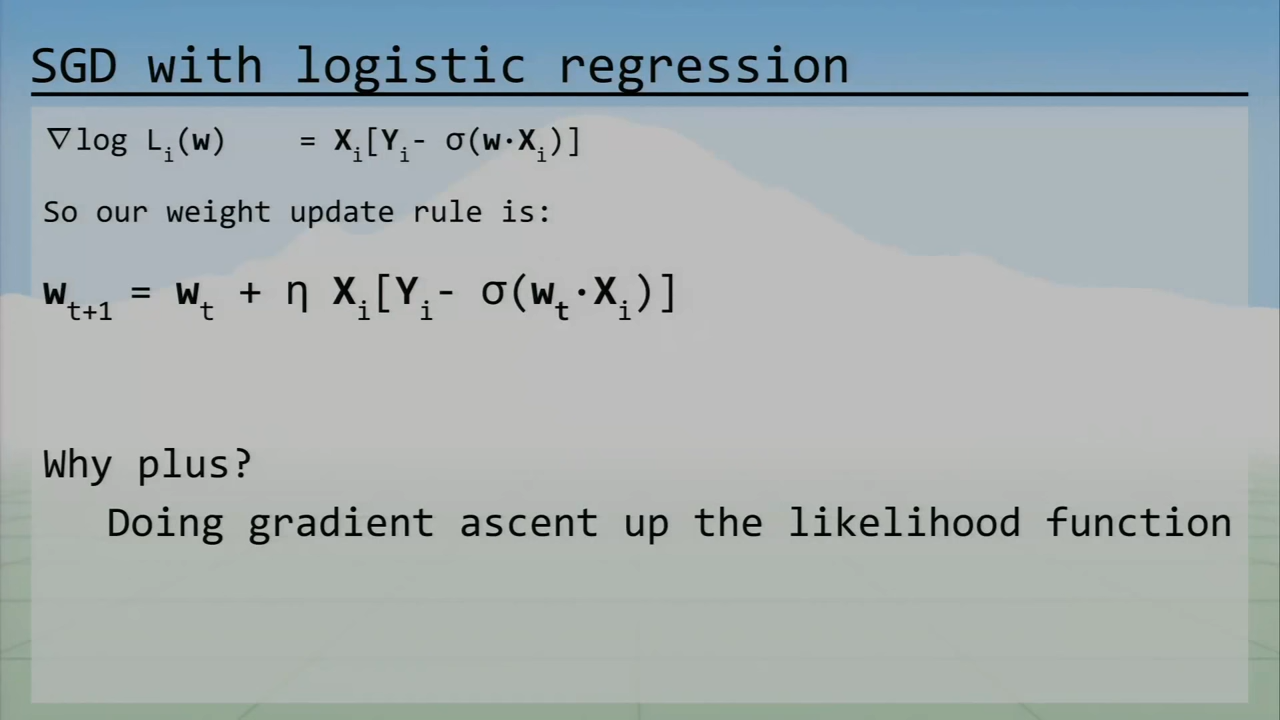 SGD with logistic regression
∇log Lᵢ(w) = Xᵢ[Yᵢ- σ(w·Xᵢ)]
So our weight update rule is:
wₜ₊₁ = wₜ + η Xᵢ[Yᵢ- σ(wₜ·Xᵢ)]
Why plus?
Doing gradient ascent up the likelihood function